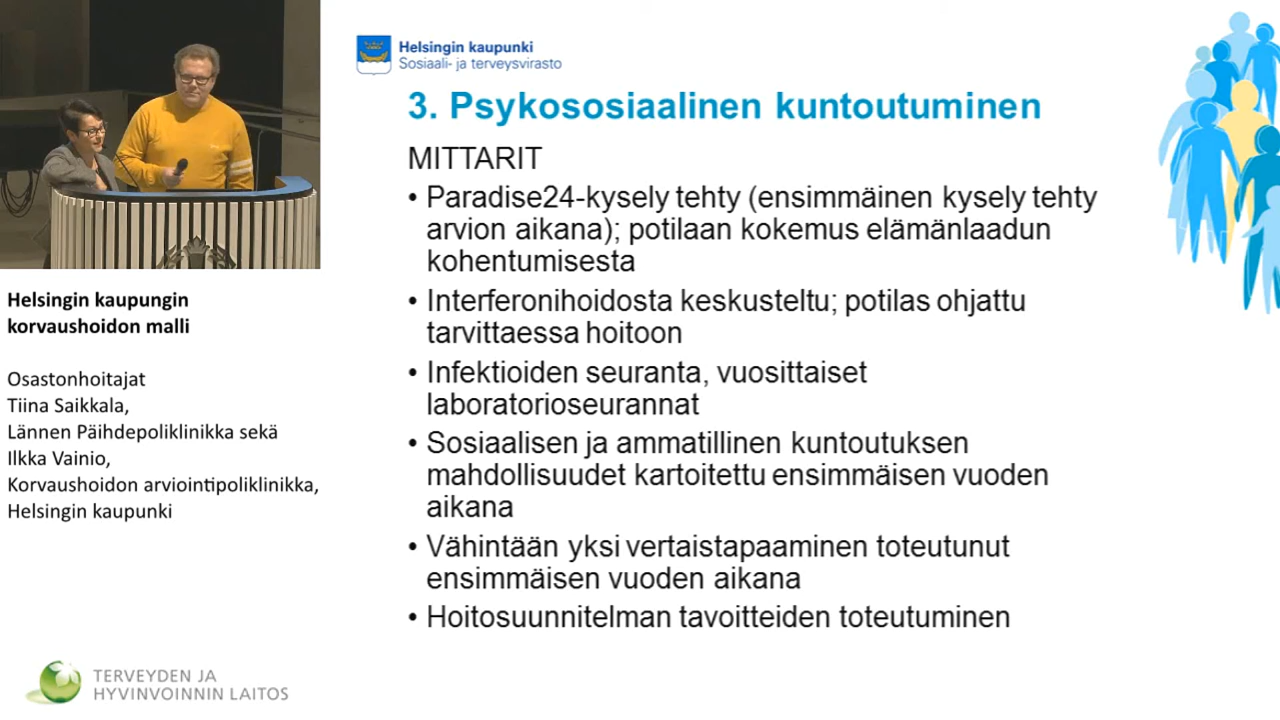 Helsingin kaupunki
Sosiaali- ja terveysvirasto
3. Psykososiaalinen kuntoutuminen
MITTARIT
• Paradise24-kysely tehty (ensimmäinen kysely tehty
arvion aikana); potilaan kokemus elämänlaadun
kohentumisesta
• Interferonihoidosta keskusteltu; potilas ohjattu
tarvittaessa hoitoon
• Infektioiden seuranta, vuosittaiset
laboratorioseurannat
• Sosiaalisen ja ammatillinen kuntoutuksen
mahdollisuudet kartoitettu ensimmäisen vuoden
aikana
• Vähintään yksi vertaistapaaminen toteutunut
ensimmäisen vuoden aikana
• Hoitosuunnitelman tavoitteiden toteutuminen
Helsingin kaupungin
korvaushoidon malli
Osastonhoitajat
Tiina Saikkala,
Lännen Päihdepoliklinikka sekä
Ilkka Vainio,
Korvaushoidon arviointipoliklinikka,
Helsingin kaupunki
TERVEYDEN JA
HYVINVOINNIN LAITOS